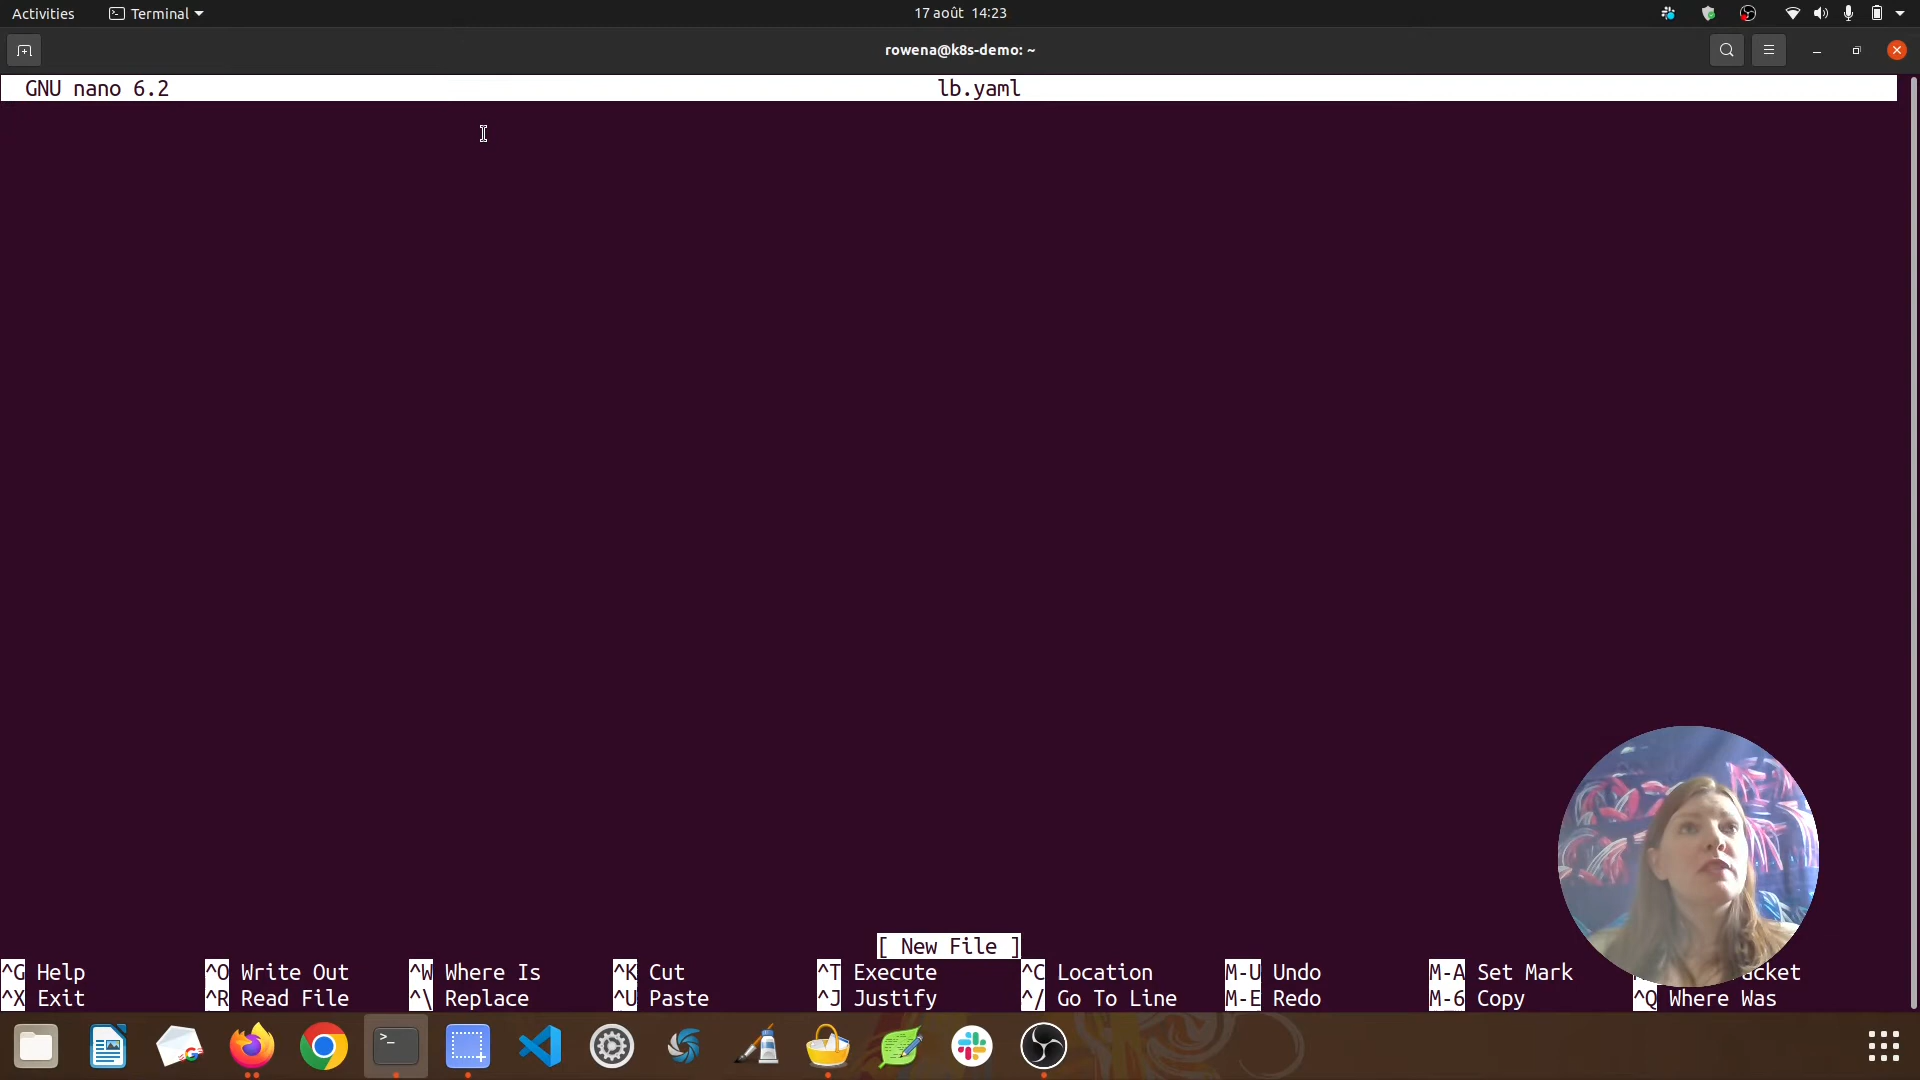 Activities Terminal 17 août 14:23
rowena@k8s-demo: ~
GNU nano 6.2 lb.yaml
[ New File ]
^G Help ^O Write Out ^W Where Is ^K Cut ^T Execute ^C Location M-U Undo M-A Set Mark
^X Exit ^R Read File ^\ Replace ^U Paste ^J Justify ^/ Go To Line M-E Redo M-6 Copy ^Q Where Was